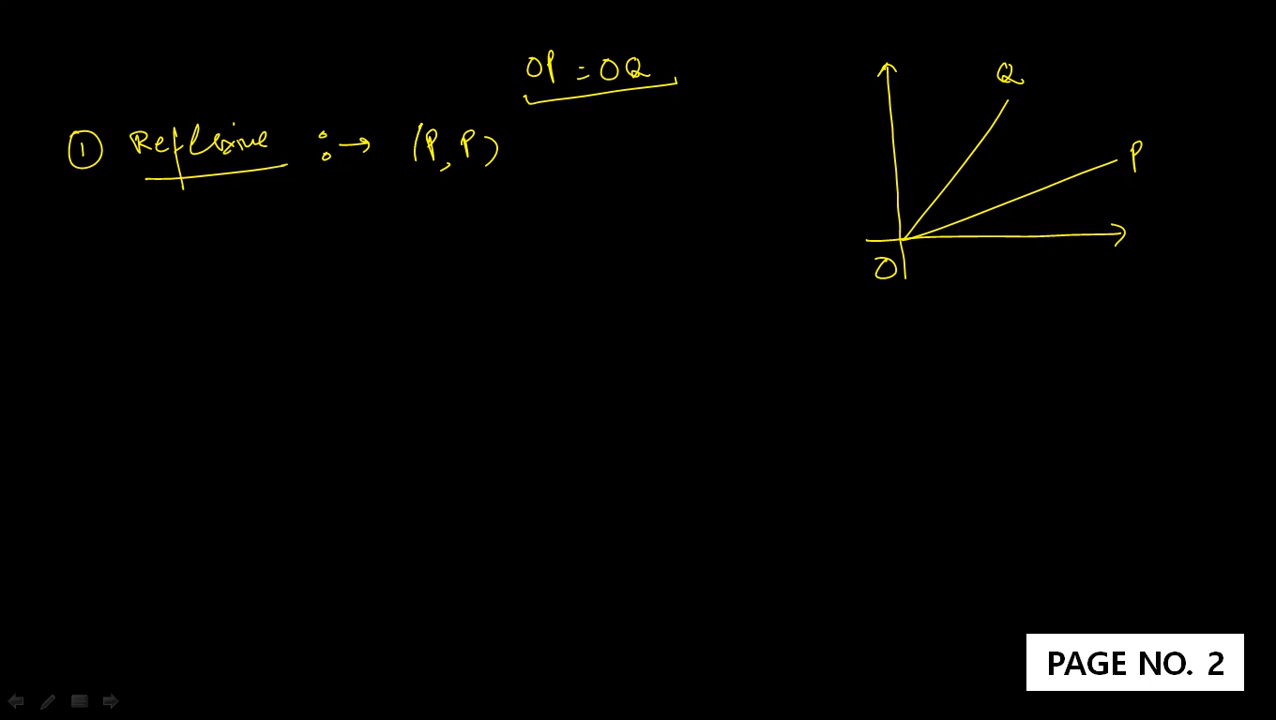 OP = OQ
① Reflexive :→ (P, P)
Q
P
O
PAGE NO. 2